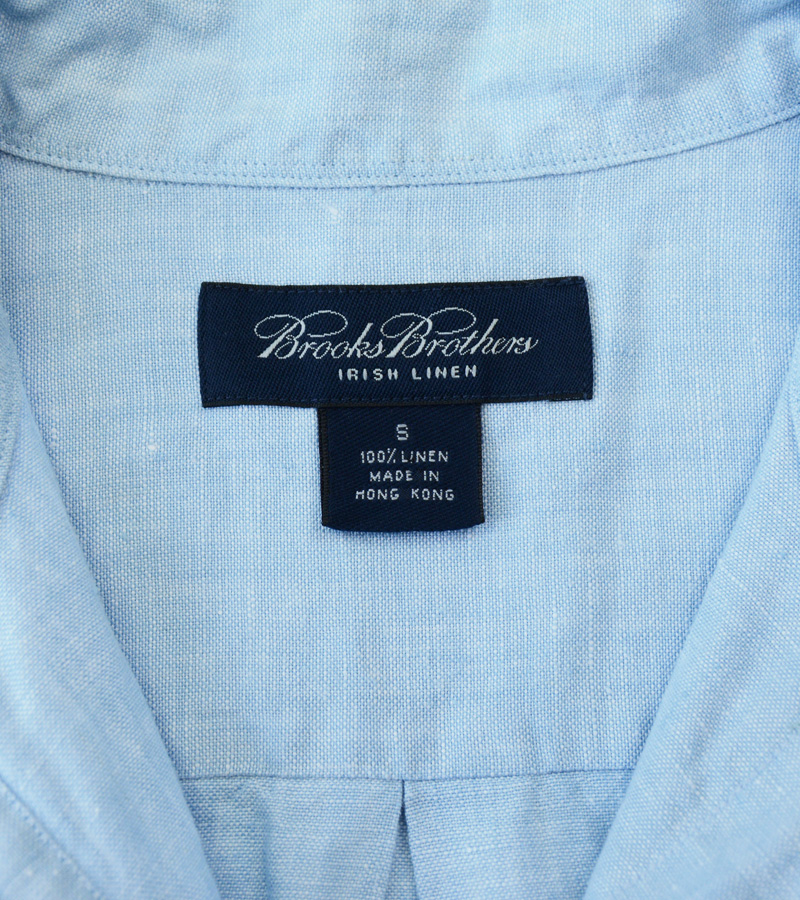 Brooks Brothers
IRISH LINEN
S
100% LINEN
MADE IN
HONG KONG